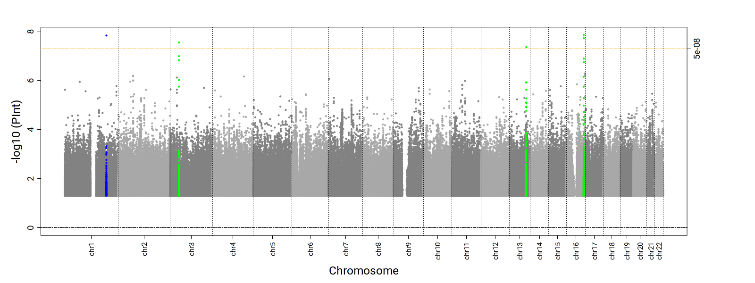 -log10 (PInt)
8
6
4
2
0
5e-08
chr1
chr2
chr3
chr4
chr5
chr6
chr7
chr8
chr9
chr10
chr11
chr12
chr13
chr14
chr15
chr16
chr17
chr18
chr19
chr20
chr21
chr22
Chromosome